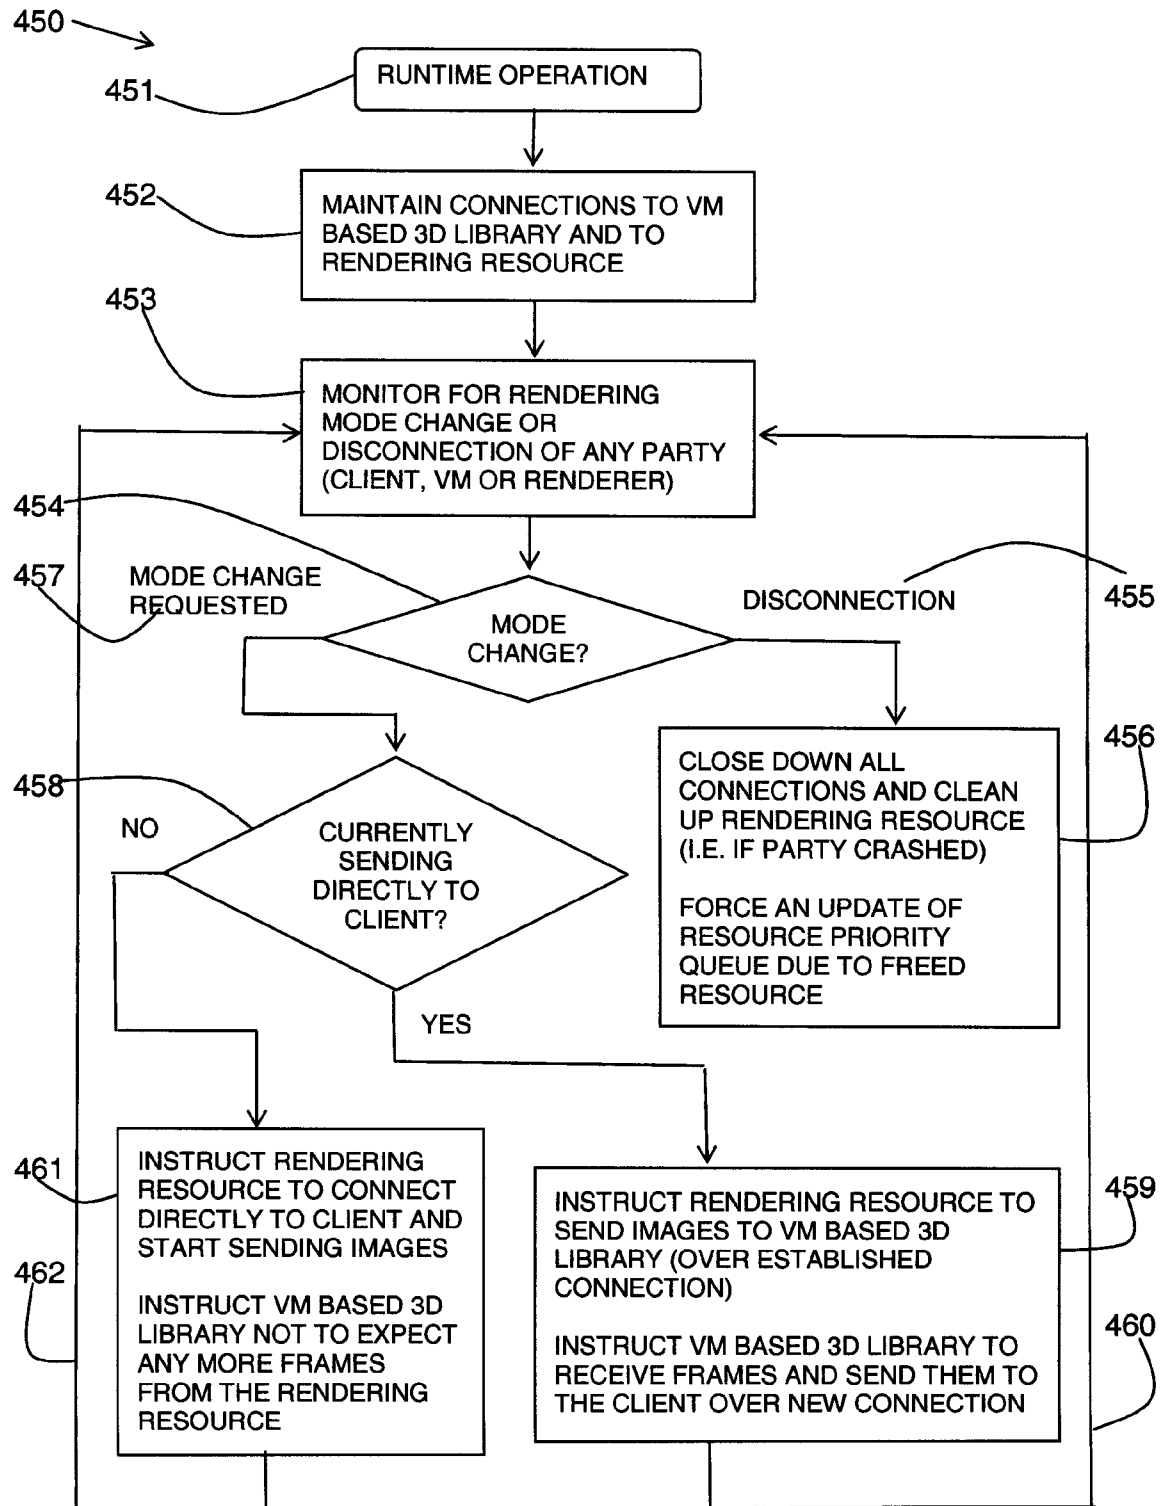 450
RUNTIME OPERATION
451
452
MAINTAIN CONNECTIONS TO VM
BASED 3D LIBRARY AND TO
RENDERING RESOURCE
453
MONITOR FOR RENDERING
MODE CHANGE OR
DISCONNECTION OF ANY PARTY
(CLIENT, VM OR RENDERER)
454
457
MODE CHANGE
REQUESTED
MODE
CHANGE?
DISCONNECTION
455
456
CLOSE DOWN ALL
CONNECTIONS AND CLEAN
UP RENDERING RESOURCE
(I.E. IF PARTY CRASHED)
FORCE AN UPDATE OF
RESOURCE PRIORITY
QUEUE DUE TO FREED
RESOURCE
458
NO
CURRENTLY
SENDING
DIRECTLY TO
CLIENT?
YES
461
INSTRUCT RENDERING
RESOURCE TO CONNECT
DIRECTLY TO CLIENT AND
START SENDING IMAGES
INSTRUCT VM BASED 3D
LIBRARY NOT TO EXPECT
ANY MORE FRAMES
FROM THE RENDERING
RESOURCE
462
459
INSTRUCT RENDERING RESOURCE TO
SEND IMAGES TO VM BASED 3D
LIBRARY (OVER ESTABLISHED
CONNECTION)
INSTRUCT VM BASED 3D LIBRARY TO
RECEIVE FRAMES AND SEND THEM TO
THE CLIENT OVER NEW CONNECTION
460